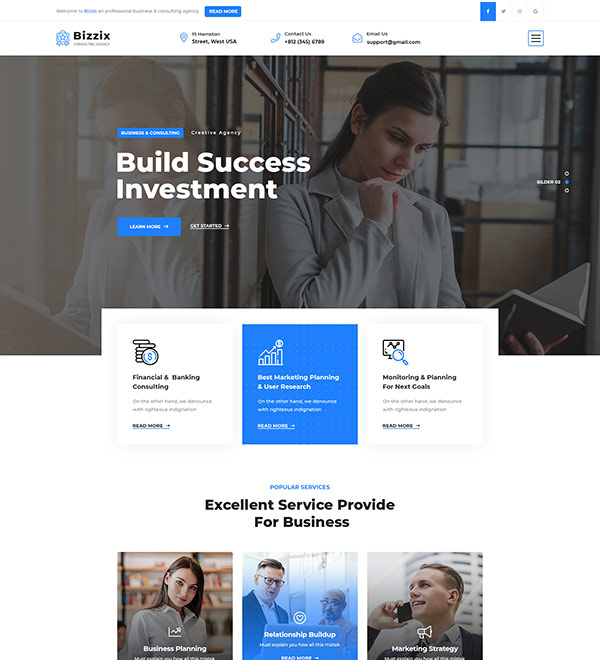 Welcome to Bizzix an professional business & consulting agency. READ MORE
Bizzix
CONSULTING AGENCY
15 Hamston
Street, West USA
Contact Us
+812 (345) 6789
Email Us
support@gmail.com
BUSINESS & CONSULTING Creative Agency
Build Success
Investment
LEARN MORE → GET STARTED →
SILDER 02
Financial & Banking
Consulting
On the other hand, we denounce
with righteous indignation
READ MORE →
Best Marketing Planning
& User Research
On the other hand, we denounce
with righteous indignation
READ MORE →
Monitoring & Planning
For Next Goals
On the other hand, we denounce
with righteous indignation
READ MORE →
POPULAR SERVICES
Excellent Service Provide
For Business
Business Planning
Must explain you how all this mistak
Relationship Buildup
Must explain you how all this mistak
READ MORE →
Marketing Strategy
Must explain you how all this mistak